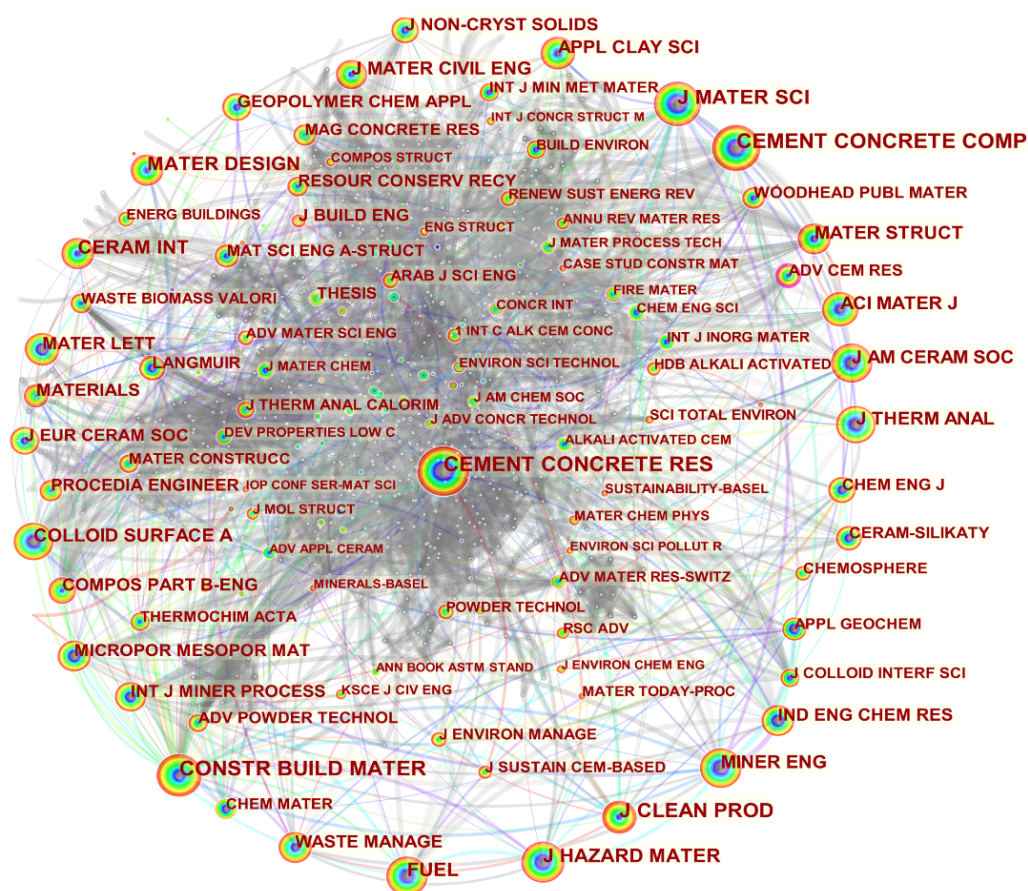 J NON-CRYST SOLIDS
APPL CLAY SCI
J MATER CIVIL ENG
INT J MIN MET MATER
J MATER SCI
GEOPOLYMER CHEM APPL
INT J CONCR STRUCT M
MAG CONCRETE RES
CEMENT CONCRETE COMP
BUILD ENVIRON
COMPOS STRUCT
MATER DESIGN
RESOUR CONSERV RECY
RENEW SUST ENERG REV
WOODHEAD PUBL MATER
ENERG BUILDINGS
J BUILD ENG
ANNU REV MATER RES
ENG STRUCT
MATER STRUCT
CERAM INT
MAT SCI ENG A-STRUCT
J MATER PROCESS TECH
CASE STUD CONSTR MAT
ADV CEM RES
ARAB J SCI ENG
WASTE BIOMASS VALORI
THESIS
FIRE MATER
CONCR INT
CHEM ENG SCI
ACI MATER J
ADV MATER SCI ENG
1 INT C ALK CEM CONC
INT J INORG MATER
MATER LETT
LANGMUIR
J MATER CHEM
ENVIRON SCI TECHNOL
HDB ALKALI ACTIVATED
J AM CERAM SOC
MATERIALS
J AM CHEM SOC
J THERM ANAL CALORIM
J ADV CONCR TECHNOL
SCI TOTAL ENVIRON
J THERM ANAL
J EUR CERAM SOC
DEV PROPERTIES LOW C
ALKALI ACTIVATED CEM
MATER CONSTRUCC
CEMENT CONCRETE RES
PROCEDIA ENGINEER
IOP CONF SER-MAT SCI
SUSTAINABILITY-BASEL
CHEM ENG J
J MOL STRUCT
MATER CHEM PHYS
COLLOID SURFACE A
CERAM-SILIKATY
ADV APPL CERAM
ENVIRON SCI POLLUT R
CHEMOSPHERE
COMPOS PART B-ENG
MINERALS-BASEL
ADV MATER RES-SWITZ
THERMOCHIM ACTA
POWDER TECHNOL
RSC ADV
APPL GEOCHEM
MICROPOR MESOPOR MAT
ANN BOOK ASTM STAND
J ENVIRON CHEM ENG
J COLLOID INTERF SCI
INT J MINER PROCESS
KSCE J CIV ENG
MATER TODAY-PROC
ADV POWDER TECHNOL
IND ENG CHEM RES
J ENVIRON MANAGE
CONSTR BUILD MATER
J SUSTAIN CEM-BASED
MINER ENG
CHEM MATER
J CLEAN PROD
WASTE MANAGE
J HAZARD MATER
FUEL